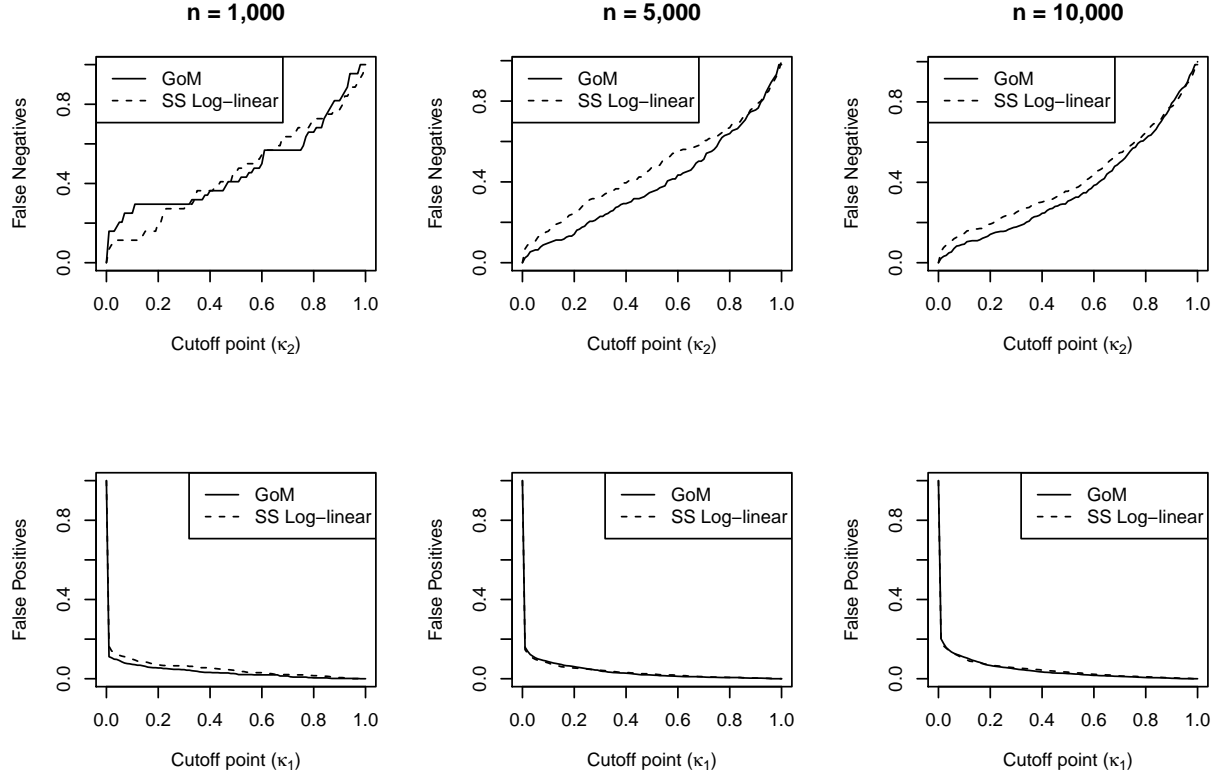 n = 1,000
GoM
SS Log−linear
False Negatives
0.0 0.4 0.8
0.0 0.2 0.4 0.6 0.8 1.0
Cutoff point (κ₂)
n = 5,000
GoM
SS Log−linear
False Negatives
0.0 0.4 0.8
0.0 0.2 0.4 0.6 0.8 1.0
Cutoff point (κ₂)
n = 10,000
GoM
SS Log−linear
False Negatives
0.0 0.4 0.8
0.0 0.2 0.4 0.6 0.8 1.0
Cutoff point (κ₂)
GoM
SS Log−linear
False Positives
0.0 0.4 0.8
0.0 0.2 0.4 0.6 0.8 1.0
Cutoff point (κ₁)
GoM
SS Log−linear
False Positives
0.0 0.4 0.8
0.0 0.2 0.4 0.6 0.8 1.0
Cutoff point (κ₁)
GoM
SS Log−linear
False Positives
0.0 0.4 0.8
0.0 0.2 0.4 0.6 0.8 1.0
Cutoff point (κ₁)